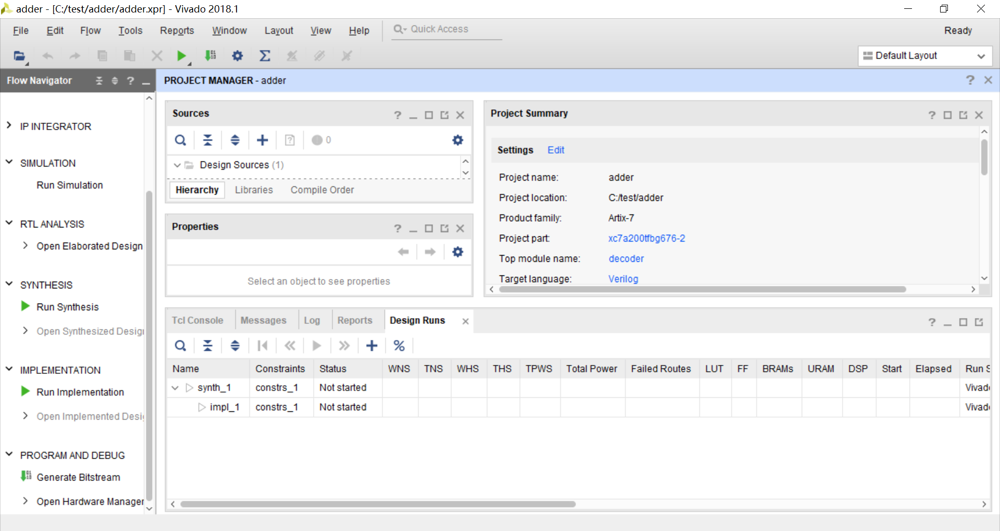 adder - [C:/test/adder/adder.xpr] - Vivado 2018.1
File Edit Flow Tools Reports Window Layout View Help Quick Access Ready
Default Layout
Flow Navigator
IP INTEGRATOR
SIMULATION
Run Simulation
RTL ANALYSIS
Open Elaborated Design
SYNTHESIS
Run Synthesis
Open Synthesized Desig
IMPLEMENTATION
Run Implementation
Open Implemented Desi
PROGRAM AND DEBUG
Generate Bitstream
Open Hardware Manager
PROJECT MANAGER - adder
Sources
0
Design Sources (1)
Hierarchy Libraries Compile Order
Properties
Select an object to see properties
Project Summary
Settings Edit
Project name: adder
Project location: C:/test/adder
Product family: Artix-7
Project part: xc7a200tfbg676-2
Top module name: decoder
Target language: Verilog
Tcl Console Messages Log Reports Design Runs
Name Constraints Status WNS TNS WHS THS TPWS Total Power Failed Routes LUT FF BRAMs URAM DSP Start Elapsed Run S
synth_1 constrs_1 Not started Vivad
impl_1 constrs_1 Not started Vivad